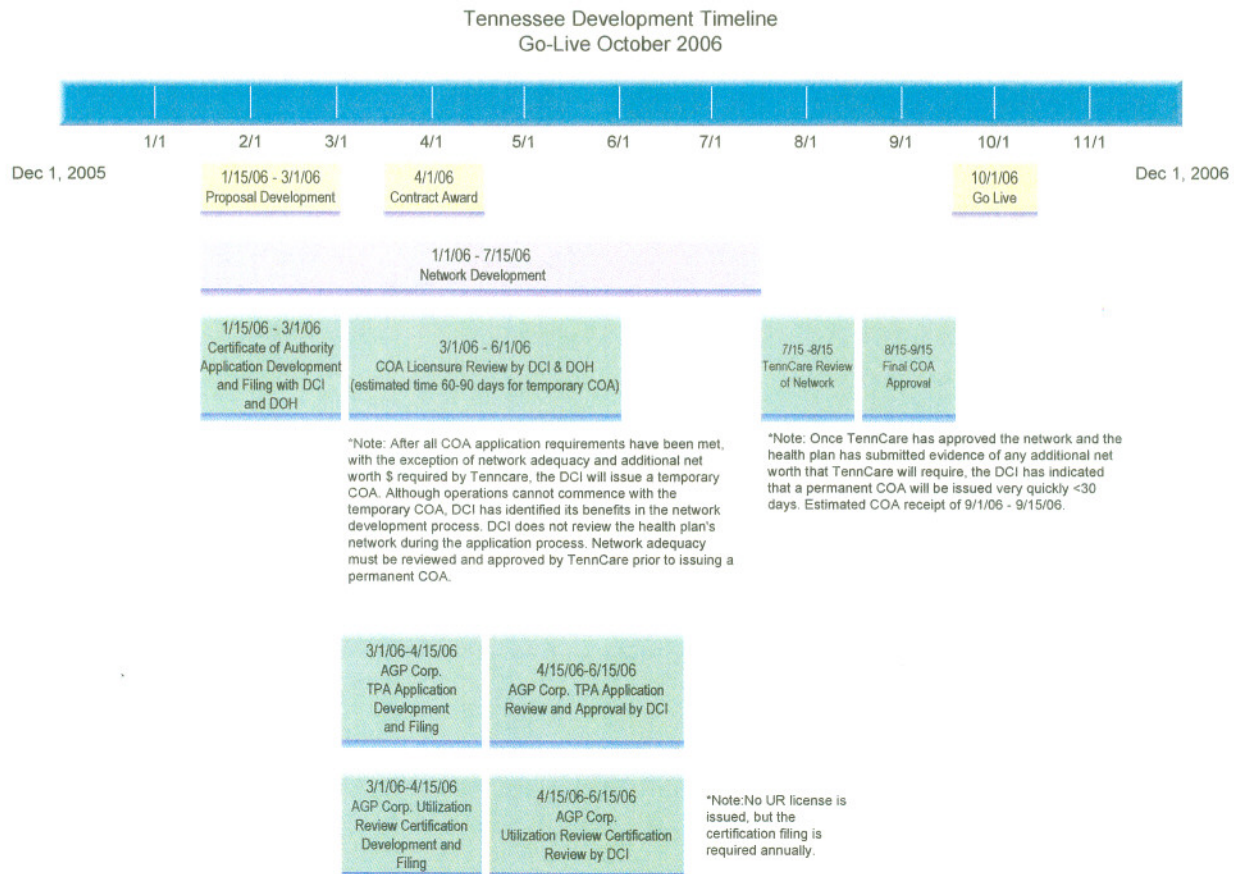 Tennessee Development Timeline
Go-Live October 2006
1/1
2/1
3/1
4/1
5/1
6/1
7/1
8/1
9/1
10/1
11/1
Dec 1, 2005
Dec 1, 2006
1/15/06 - 3/1/06
Proposal Development
4/1/06
Contract Award
10/1/06
Go Live
1/1/06 - 7/15/06
Network Development
1/15/06 - 3/1/06
Certificate of Authority
Application Development
and Filing with DCI
and DOH
3/1/06 - 6/1/06
COA Licensure Review by DCI & DOH
(estimated time 60-90 days for temporary COA)
7/15 -8/15
TennCare Review
of Network
8/15-9/15
Final COA
Approval
*Note: After all COA application requirements have been met,
with the exception of network adequacy and additional net
worth $ required by Tenncare, the DCI will issue a temporary
COA. Although operations cannot commence with the
temporary COA, DCI has identified its benefits in the network
development process. DCI does not review the health plan's
network during the application process. Network adequacy
must be reviewed and approved by TennCare prior to issuing a
permanent COA.
*Note: Once TennCare has approved the network and the
health plan has submitted evidence of any additional net
worth that TennCare will require, the DCI has indicated
that a permanent COA will be issued very quickly <30
days. Estimated COA receipt of 9/1/06 - 9/15/06.
3/1/06-4/15/06
AGP Corp.
TPA Application
Development
and Filing
4/15/06-6/15/06
AGP Corp. TPA Application
Review and Approval by DCI
3/1/06-4/15/06
AGP Corp. Utilization
Review Certification
Development and
Filing
4/15/06-6/15/06
AGP Corp.
Utilization Review Certification
Review by DCI
*Note:No UR license is
issued, but the
certification filing is
required annually.